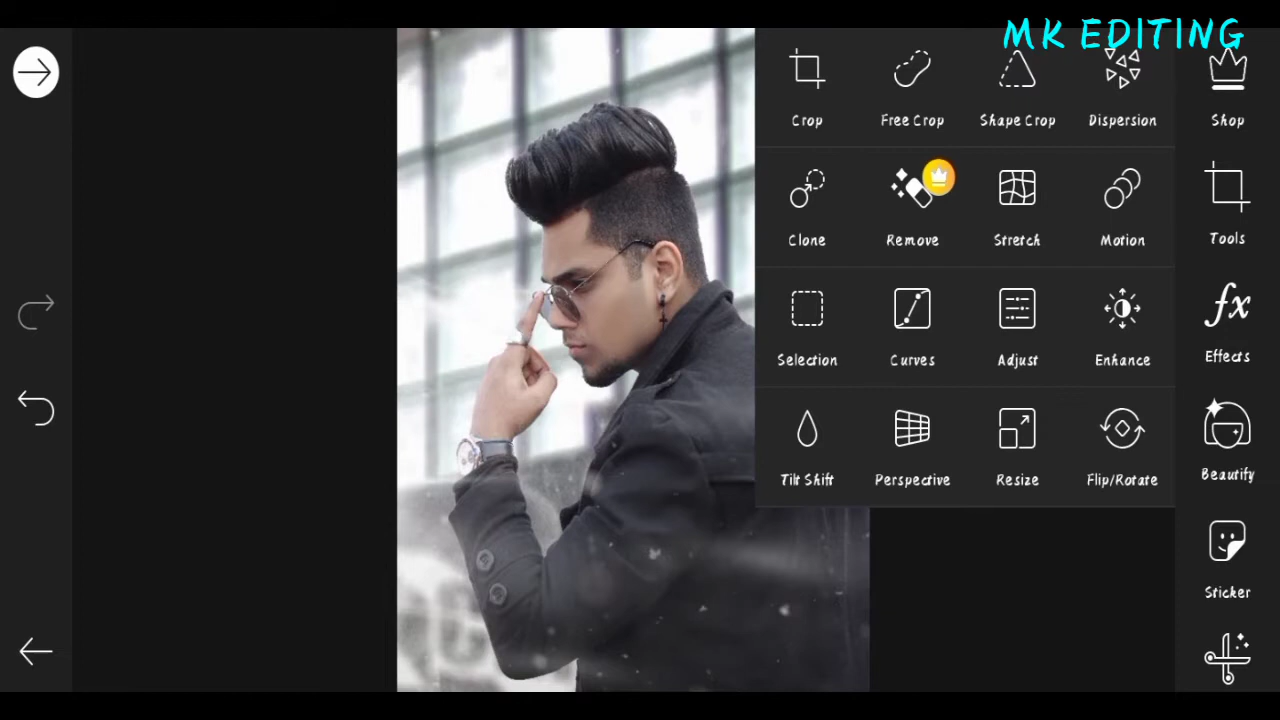 MK EDITING
Crop Free Crop Shape Crop Dispersion Shop
Clone Remove Stretch Motion Tools
Selection Curves Adjust Enhance Effects
Tilt Shift Perspective Resize Flip/Rotate Beautify
Sticker